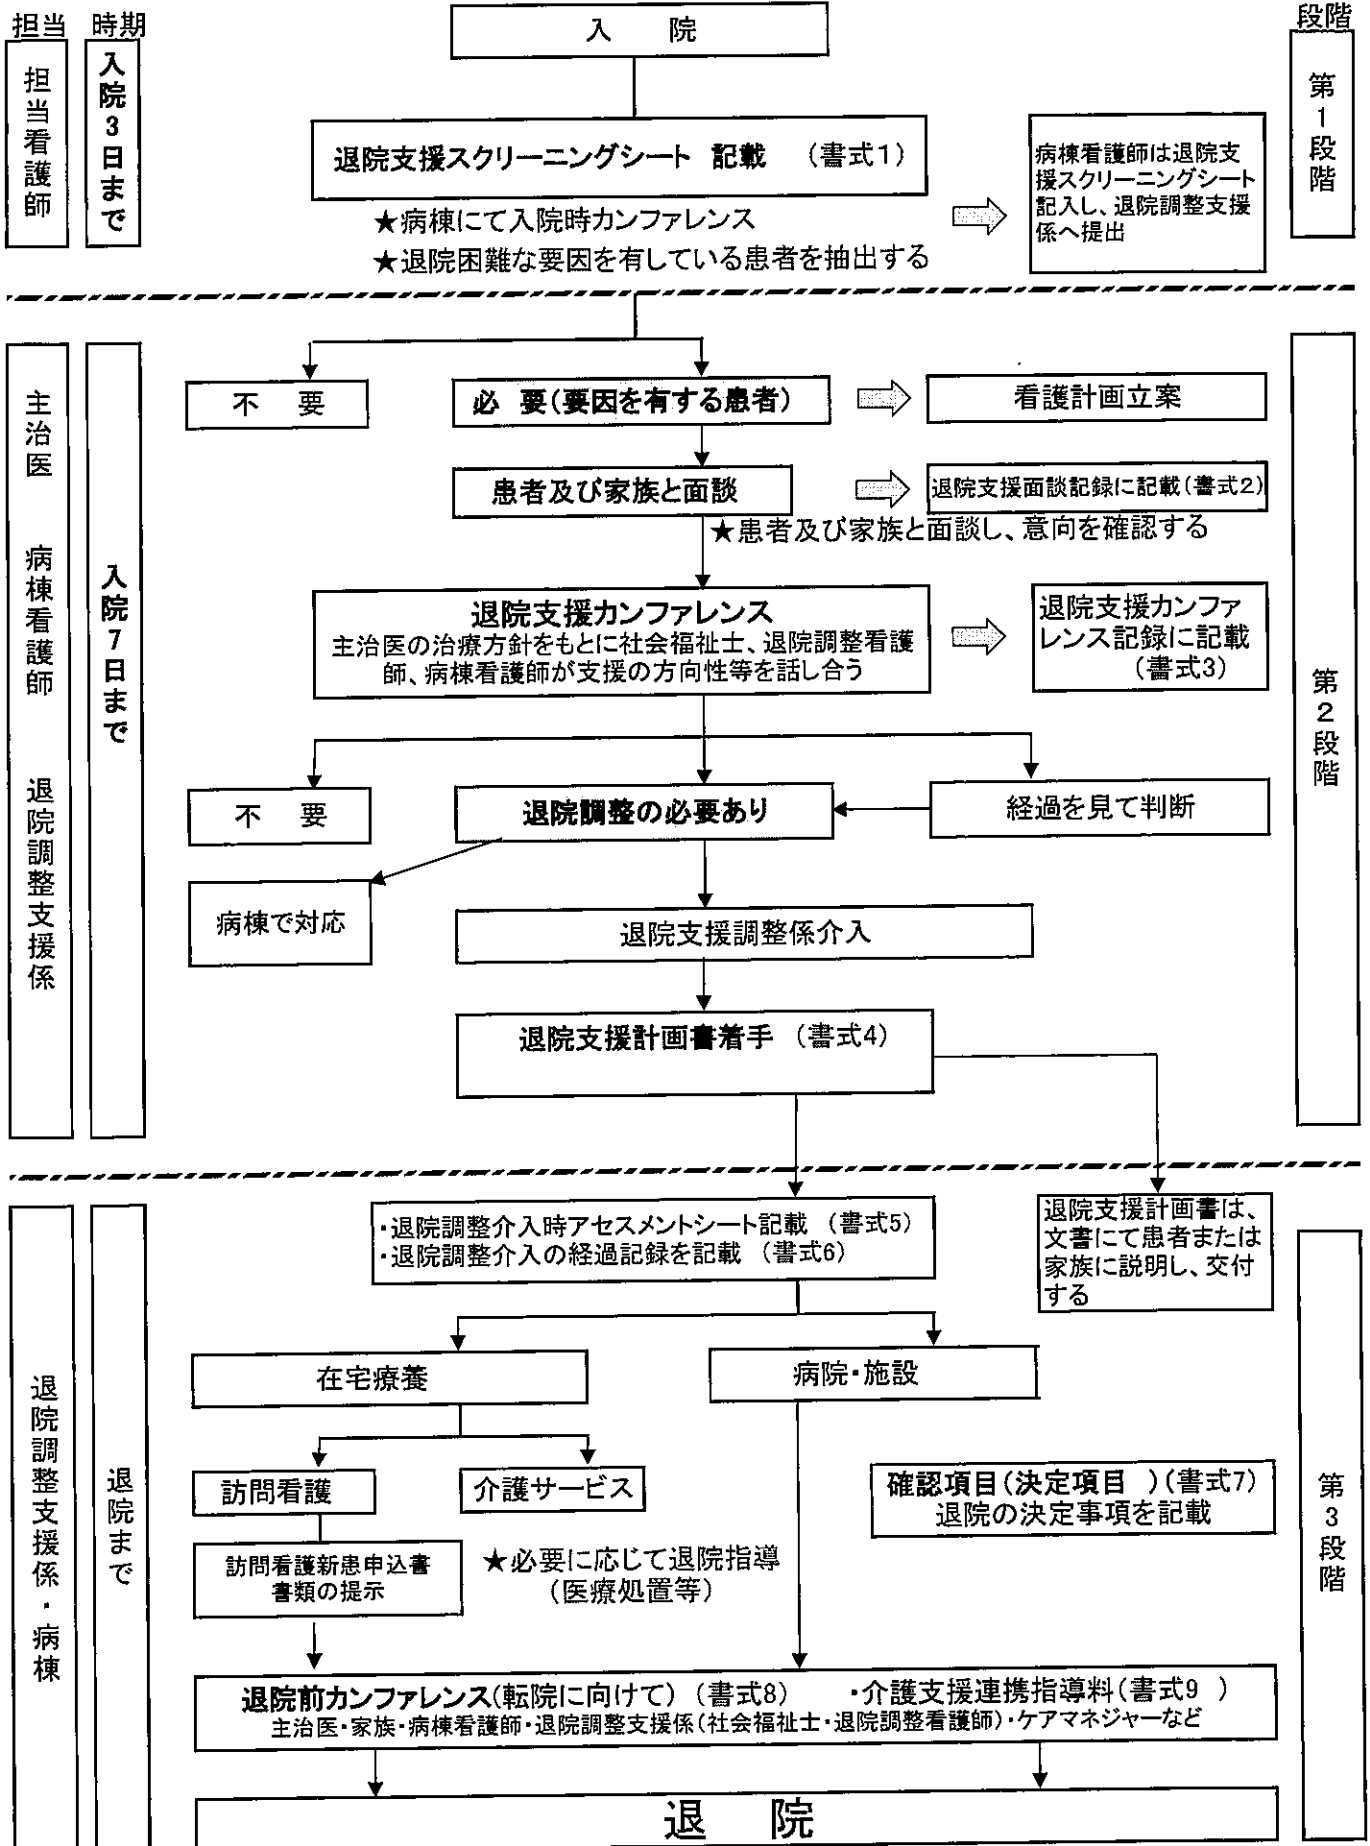 担当
時期
段階
担当看護師
入院3日まで
入　院
第1段階
退院支援スクリーニングシート 記載 （書式1）
★病棟にて入院時カンファレンス
★退院困難な要因を有している患者を抽出する
病棟看護師は退院支
援スクリーニングシート
記入し、退院調整支援
係へ提出
主治医　病棟看護師　退院調整支援係
入院7日まで
第2段階
不　要
必　要(要因を有する患者)
看護計画立案
患者及び家族と面談
退院支援面談記録に記載(書式2)
★患者及び家族と面談し、意向を確認する
退院支援カンファレンス
主治医の治療方針をもとに社会福祉士、退院調整看護
師、病棟看護師が支援の方向性等を話し合う
退院支援カンファ
レンス記録に記載
(書式3)
不　要
退院調整の必要あり
経過を見て判断
病棟で対応
退院支援調整係介入
退院支援計画書着手 （書式4）
退院調整支援係・病棟
退院まで
第3段階
・退院調整介入時アセスメントシート記載 （書式5）
・退院調整介入の経過記録を記載 （書式6）
退院支援計画書は、
文書にて患者または
家族に説明し、交付
する
在宅療養
病院・施設
訪問看護
介護サービス
確認項目(決定項目 )(書式7)
退院の決定事項を記載
訪問看護新患申込書
書類の提示
★必要に応じて退院指導
(医療処置等)
退院前カンファレンス(転院に向けて) (書式8)　・介護支援連携指導料(書式9 )
主治医・家族・病棟看護師・退院調整支援係(社会福祉士・退院調整看護師)・ケアマネジャーなど
退　院